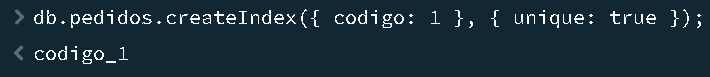 > db.pedidos.createIndex({ codigo: 1 }, { unique: true });
< codigo_1